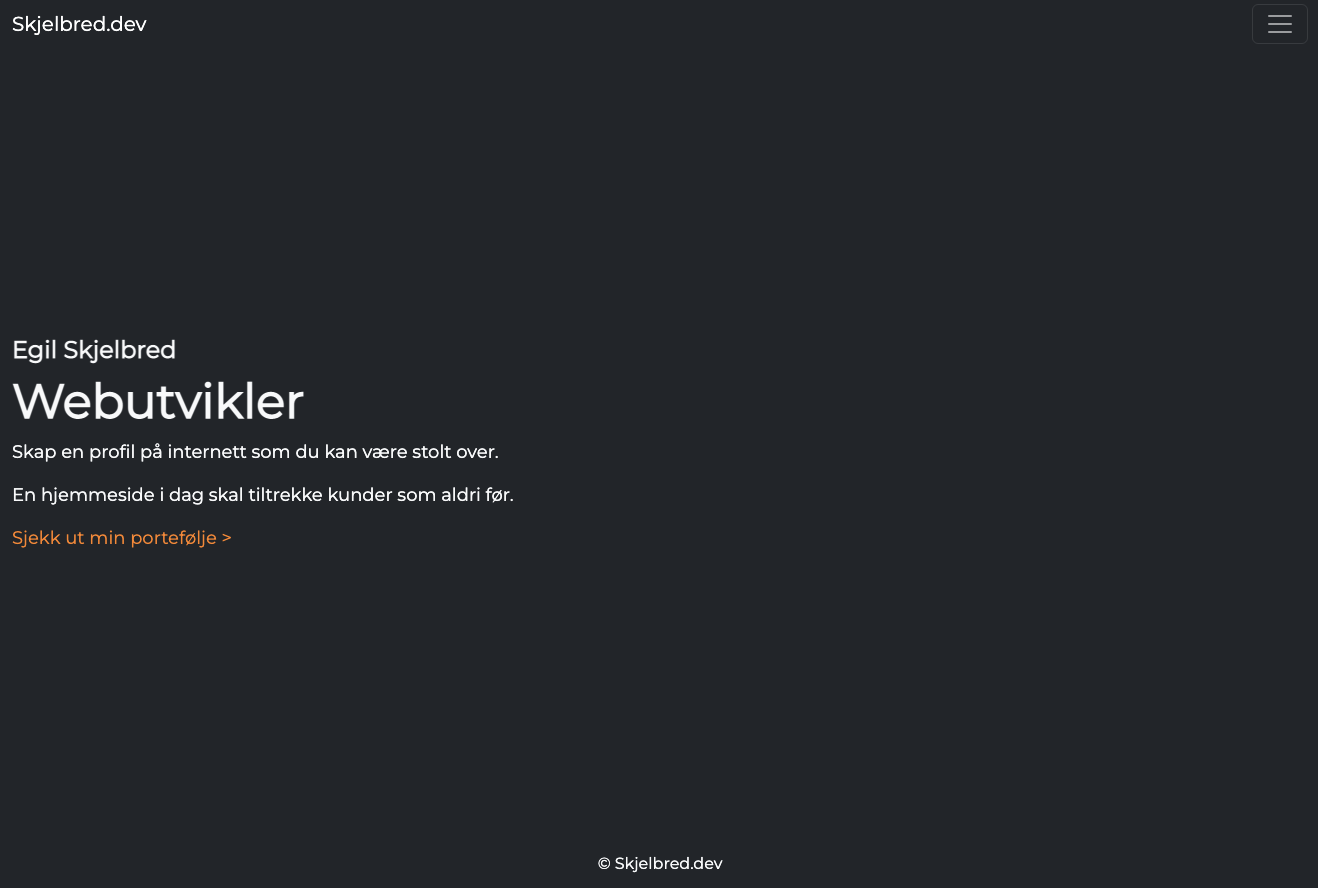 Skjelbred.dev
Egil Skjelbred
Webutvikler
Skap en profil på internett som du kan være stolt over.
En hjemmeside i dag skal tiltrekke kunder som aldri før.
Sjekk ut min portefølje >
© Skjelbred.dev